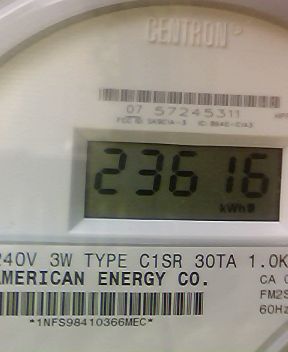 CENTRON®
07 57245311
23616
kWh
240V 3W TYPE C1SR 30TA 1.0K
AMERICAN ENERGY CO.
CA
FM2S
60Hz
*1NFS98410366MEC*